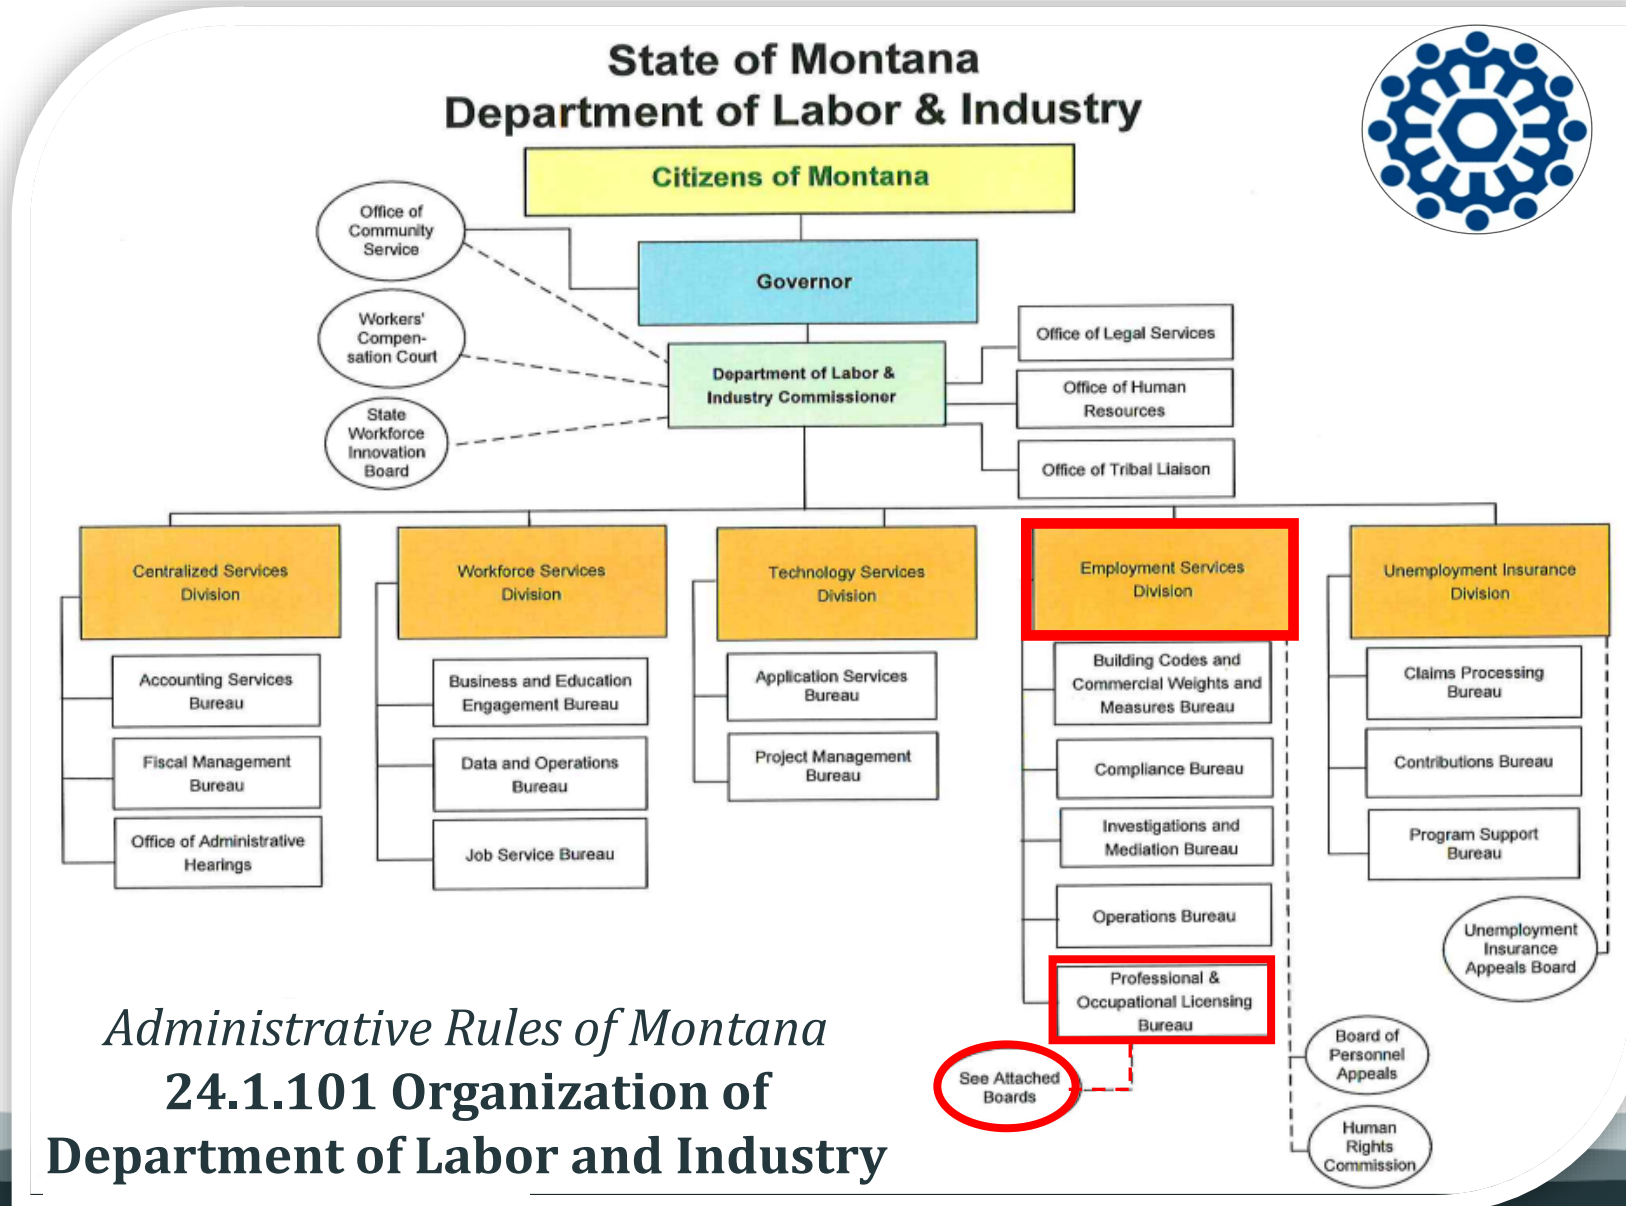 State of Montana
Department of Labor & Industry
Citizens of Montana
Office of
Community
Service
Governor
Workers'
Compen-
sation Court
Department of Labor &
Industry Commissioner
State
Workforce
Innovation
Board
Office of Legal Services
Office of Human
Resources
Office of Tribal Liaison
Centralized Services
Division
Accounting Services
Bureau
Fiscal Management
Bureau
Office of Administrative
Hearings
Workforce Services
Division
Business and Education
Engagement Bureau
Data and Operations
Bureau
Job Service Bureau
Technology Services
Division
Application Services
Bureau
Project Management
Bureau
Employment Services
Division
Building Codes and
Commercial Weights and
Measures Bureau
Compliance Bureau
Investigations and
Mediation Bureau
Operations Bureau
Professional &
Occupational Licensing
Bureau
See Attached
Boards
Board of
Personnel
Appeals
Human
Rights
Commission
Unemployment Insurance
Division
Claims Processing
Bureau
Contributions Bureau
Program Support
Bureau
Unemployment
Insurance
Appeals Board
Administrative Rules of Montana
24.1.101 Organization of
Department of Labor and Industry